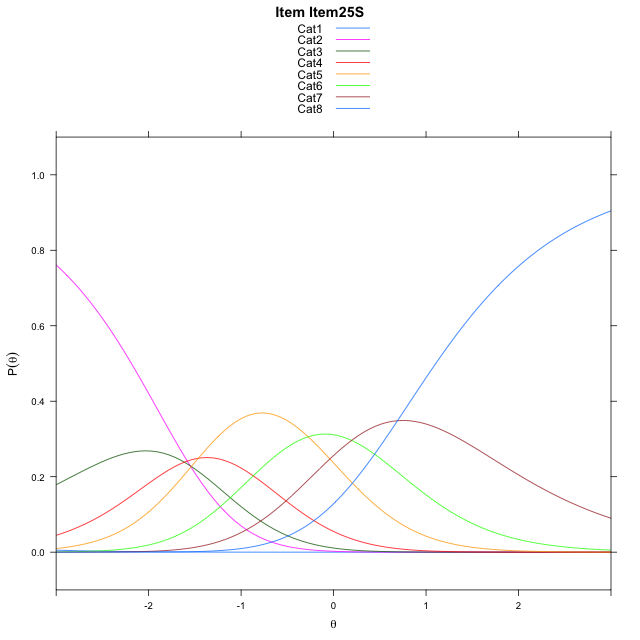 Item Item25S
Cat1
Cat2
Cat3
Cat4
Cat5
Cat6
Cat7
Cat8
1.0
0.8
0.6
0.4
0.2
0.0
P(θ)
-2 -1 0 1 2
θ